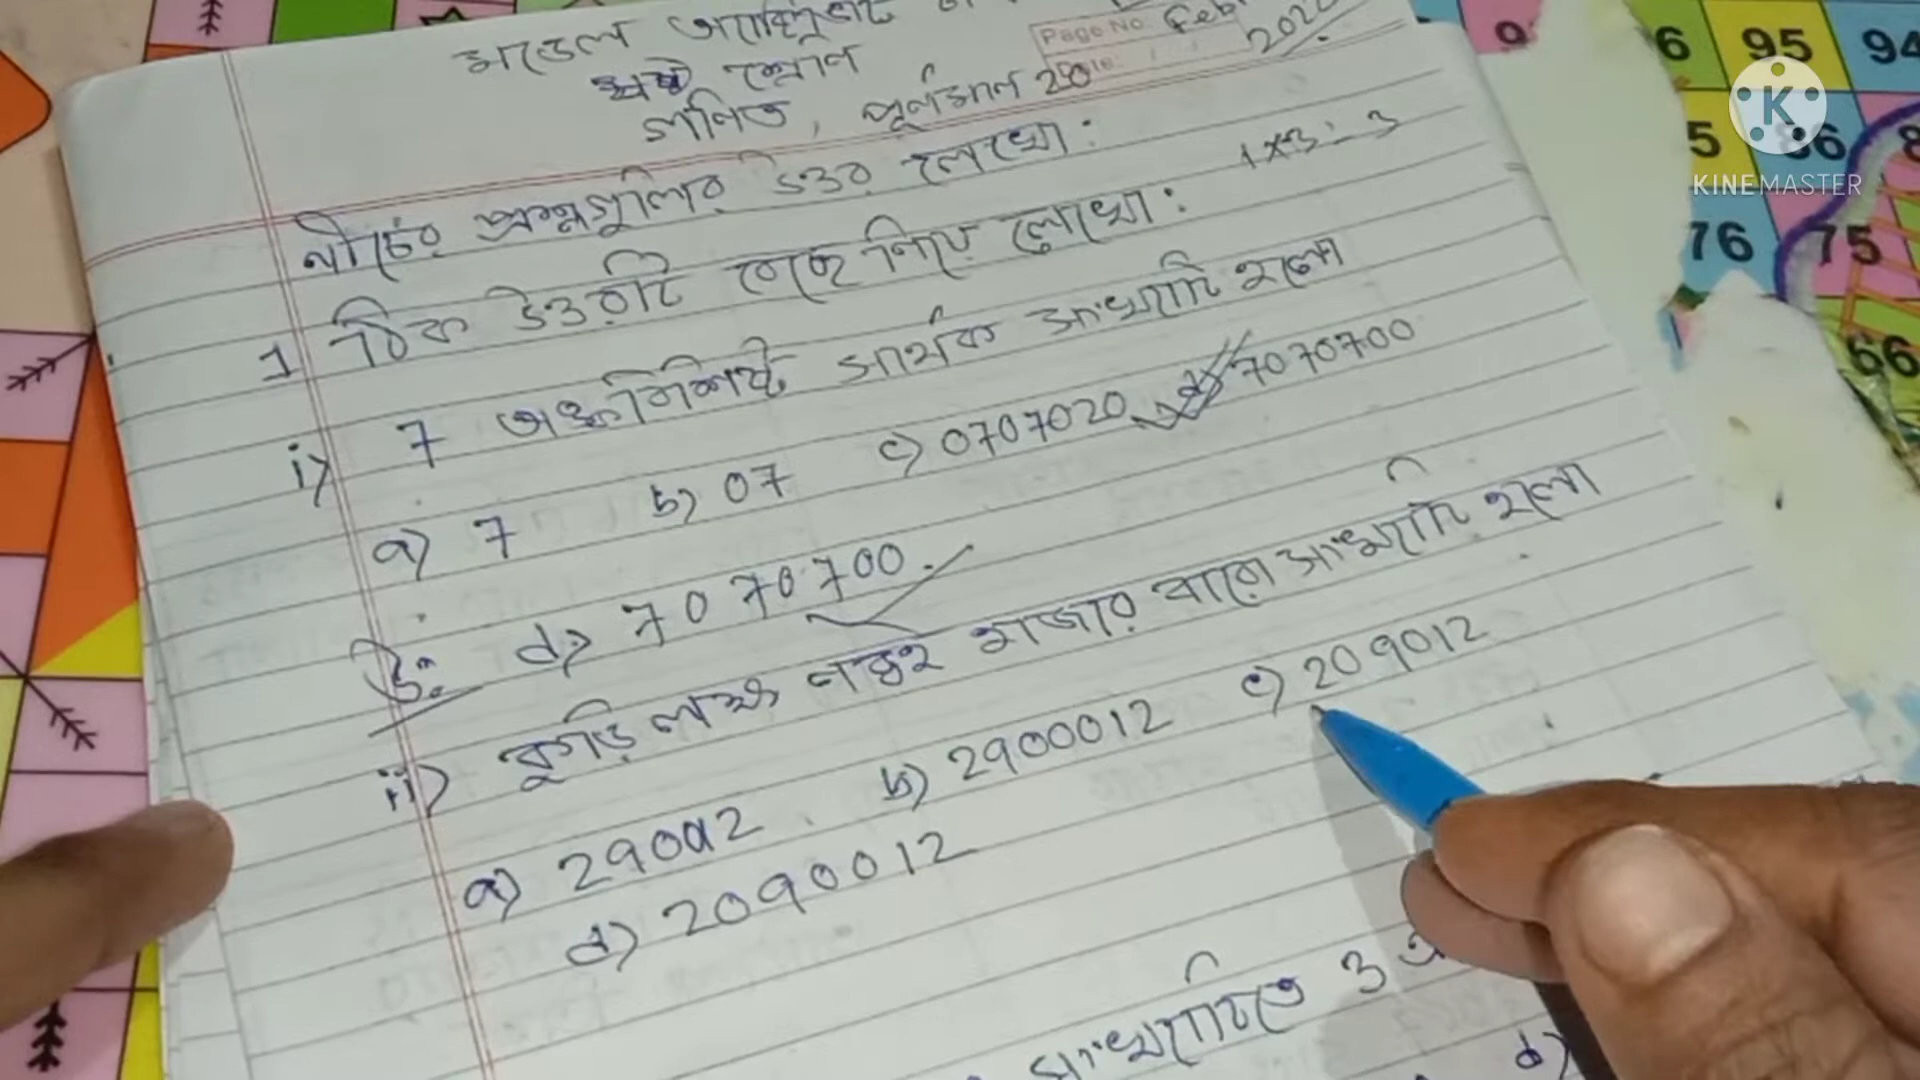 মডেল অ্যাক্টিভিটি
Page No. Feb.
2022
ষষ্ঠ শ্রেণি
গণিত, পূর্ণমান 20
নীচের প্রশ্নগুলির উত্তর লেখো:
1 ঠিক উত্তরটি বেছে নিয়ে লেখো: 1×3=3
i) 7 অঙ্কবিশিষ্ট সার্থক সংখ্যাটি হলো
a) 7 b) 07 c) 0707020 d) 7070700
উ: d) 7070700.
ii) কুড়ি লক্ষ নব্বই হাজার বারো সংখ্যাটি হলো
a) 29012 b) 2900012 c) 209012
d) 2090012
সংখ্যাটিতে 3
d)
95 94
86
76 75
66
K
KINEMASTER